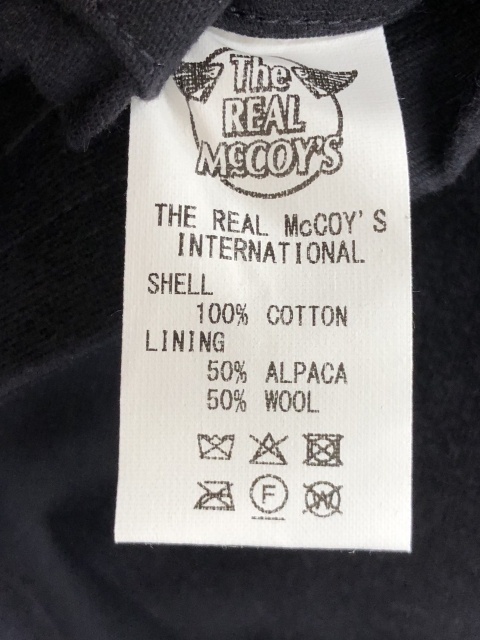 The
REAL
McCOY'S
THE REAL McCOY'S
INTERNATIONAL
SHELL
100% COTTON
LINING
50% ALPACA
50% WOOL
F
W